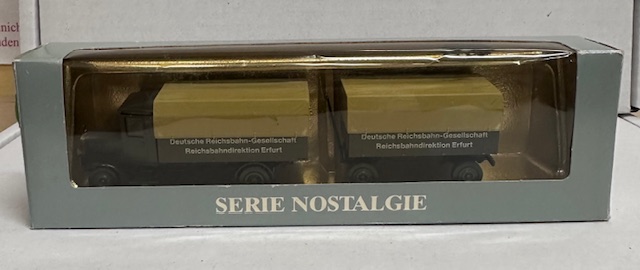 Deutsche Reichsbahn-Gesellschaft
Reichsbahndirektion Erfurt
Deutsche Reichsbahn-Gesellschaft
Reichsbahndirektion Erfurt
SERIE NOSTALGIE